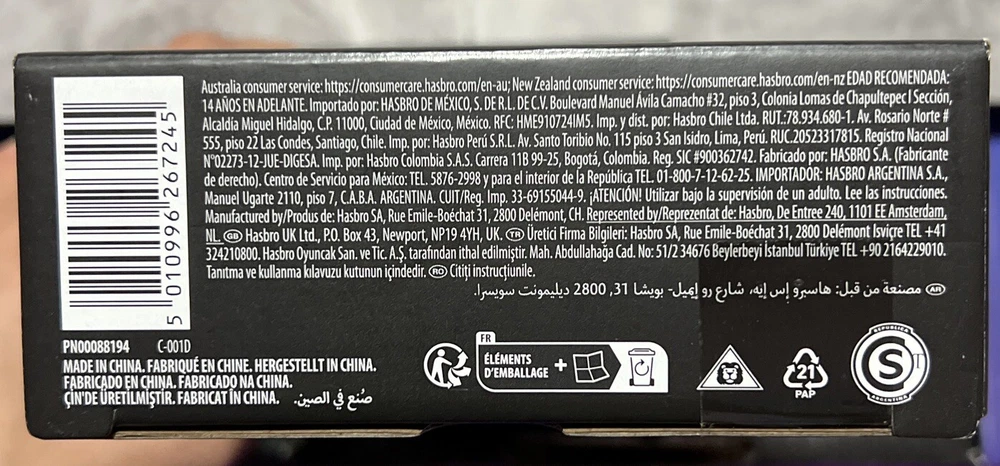 Australia consumer service: https://consumercare.hasbro.com/en-au; New Zealand consumer service: https://consumercare.hasbro.com/en-nz EDAD RECOMENDADA:
14 AÑOS EN ADELANTE. Importado por: HASBRO DE MÉXICO, S. DE R.L. DE C.V. Boulevard Manuel Ávila Camacho #32, piso 3, Colonia Lomas de Chapultepec I Sección,
Alcaldía Miguel Hidalgo, C.P. 11000, Ciudad de México, México. RFC: HME910724IM5. Imp. y dist. por: Hasbro Chile Ltda. RUT.:78.934.680-1. Av. Rosario Norte #
555, piso 22 Las Condes, Santiago, Chile. Imp. por: Hasbro Perú S.R.L. Av. Santo Toribio No. 115 piso 3 San Isidro, Lima, Perú. RUC.20523317815. Registro Nacional
N°02273-12-JUE-DIGESA. Imp. por: Hasbro Colombia S.A.S. Carrera 11B 99-25, Bogotá, Colombia. Reg. SIC #900362742. Fabricado por: HASBRO S.A. (Fabricante
de derecho). Centro de Servicio para México: TEL. 5876-2998 y para el interior de la República TEL. 01-800-7-12-62-25. IMPORTADOR: HASBRO ARGENTINA S.A.,
Manuel Ugarte 2110, piso 7, C.A.B.A. ARGENTINA. CUIT/Reg. Imp. 33-69155044-9. ¡ATENCIÓN! Utilizar bajo la supervisión de un adulto. Lee las instrucciones.
Manufactured by/Produs de: Hasbro SA, Rue Emile-Boéchat 31, 2800 Delémont, CH. Represented by/Reprezentat de: Hasbro, De Entree 240, 1101 EE Amsterdam,
NL. GB Hasbro UK Ltd., P.O. Box 43, Newport, NP19 4YH, UK. TR Üretici Firma Bilgileri: Hasbro SA, Rue Emile-Boéchat 31, 2800 Delémont İsviçre TEL +41
324210800. Hasbro Oyuncak San. ve Tic. A.Ş. tarafından ithal edilmiştir. Mah. Abdullahağa Cad. No: 51/2 34676 Beylerbeyi İstanbul Türkiye TEL +90 2164229010.
Tanıtma ve kullanma kılavuzu kutunun içindedir. RO Citiți instrucțiunile.
AR مصنعة من قبل: هاسبرو إس إيه، شارع رو إيميل- بويشا 31, 2800 ديليمونت سويسرا.
5 010996 267245
PN00088194 C-001D
MADE IN CHINA. FABRIQUÉ EN CHINE. HERGESTELLT IN CHINA.
FABRICADO EN CHINA. FABRICADO NA CHINA.
ÇİN'DE ÜRETİLMİŞTİR. FABRICAT ÎN CHINA. صُنع في الصين.
FR
ÉLÉMENTS
D'EMBALLAGE +
21
PAP
REPUBLICA
S
ARGENTINA